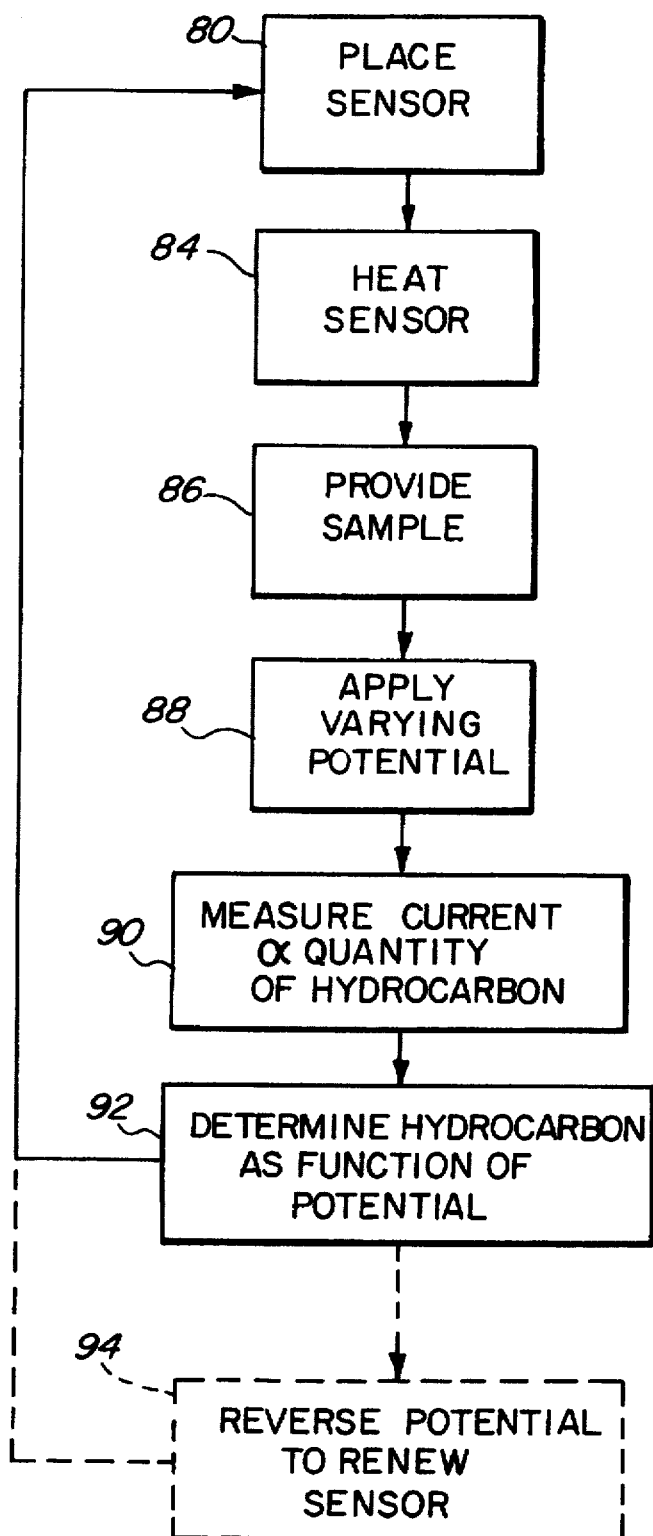 80
PLACE
SENSOR
84
HEAT
SENSOR
86
PROVIDE
SAMPLE
88
APPLY
VARYING
POTENTIAL
90
MEASURE CURRENT
∝ QUANTITY
OF HYDROCARBON
92
DETERMINE HYDROCARBON
AS FUNCTION OF
POTENTIAL
94
REVERSE POTENTIAL
TO RENEW
SENSOR